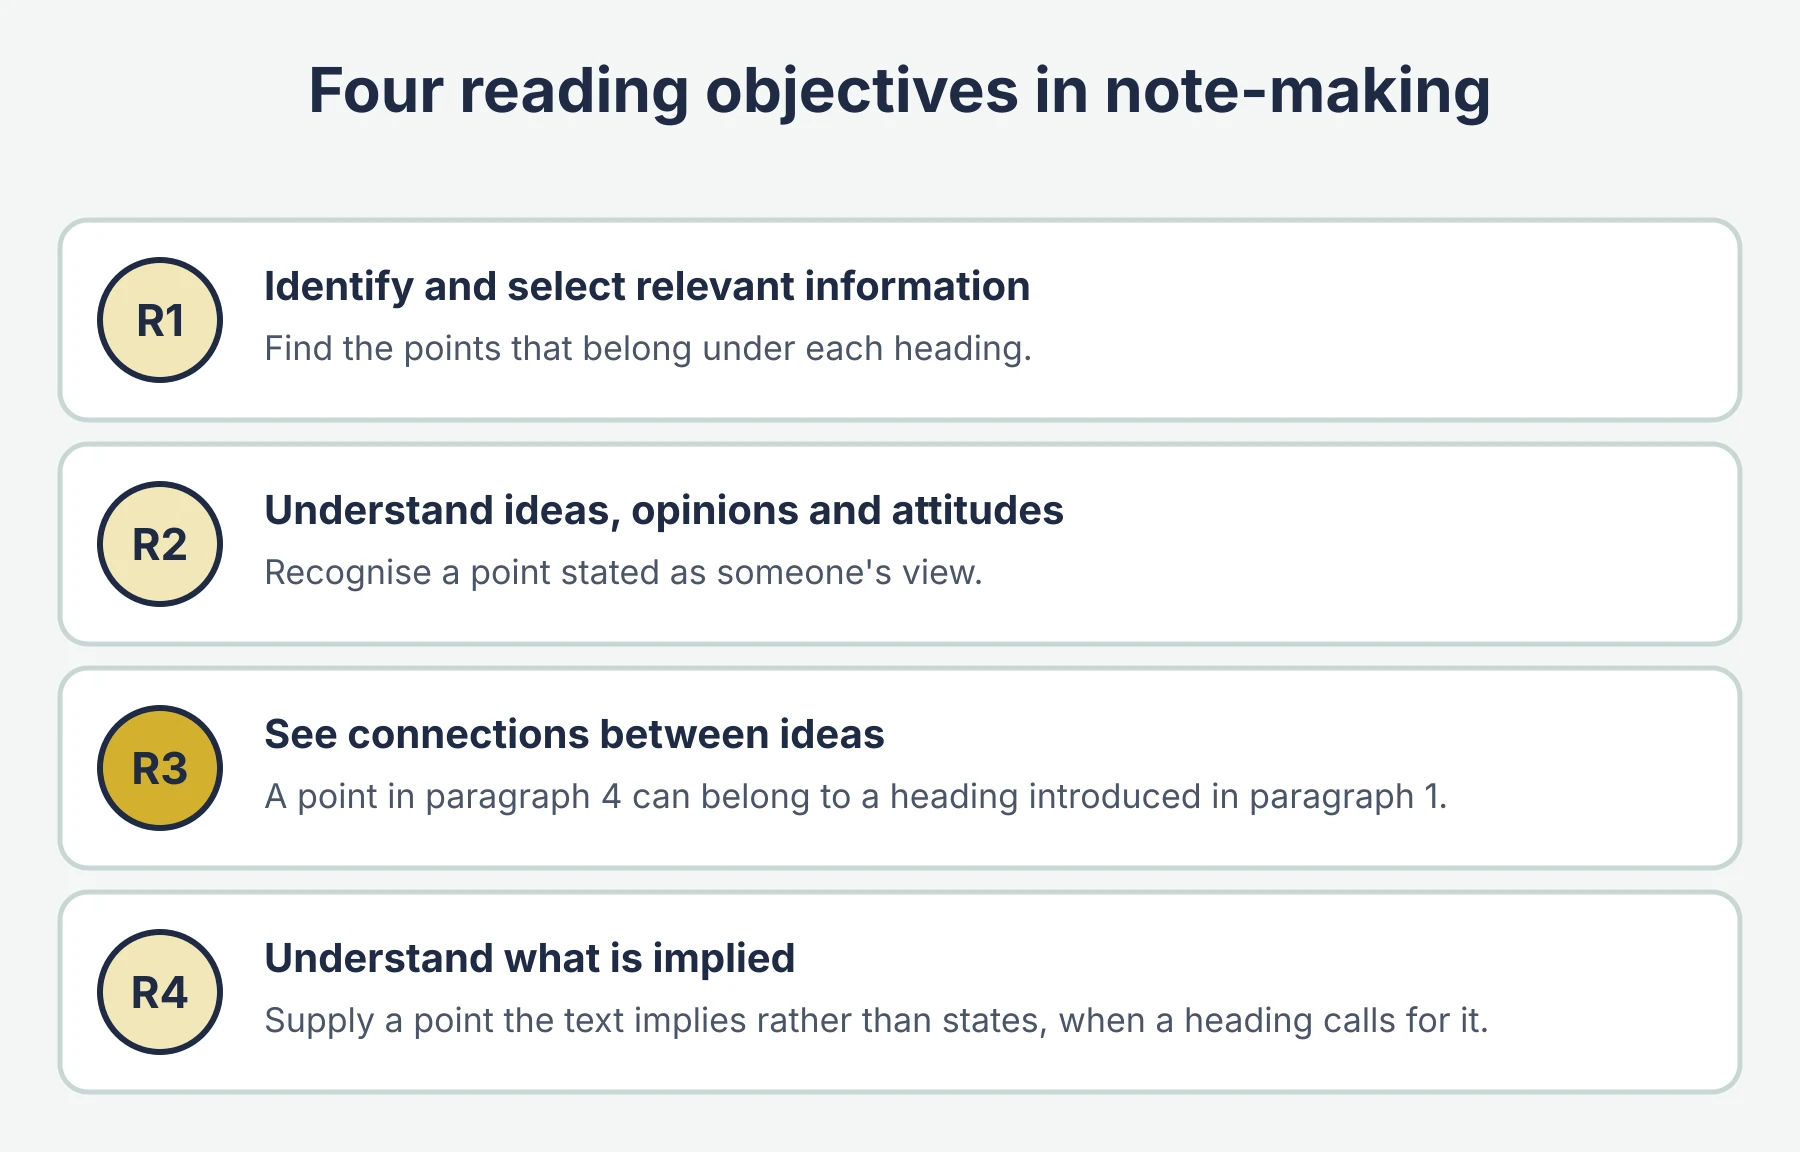 Four reading objectives in note-making
R1
Identify and select relevant information
Find the points that belong under each heading.
R2
Understand ideas, opinions and attitudes
Recognise a point stated as someone's view.
R3
See connections between ideas
A point in paragraph 4 can belong to a heading introduced in paragraph 1.
R4
Understand what is implied
Supply a point the text implies rather than states, when a heading calls for it.